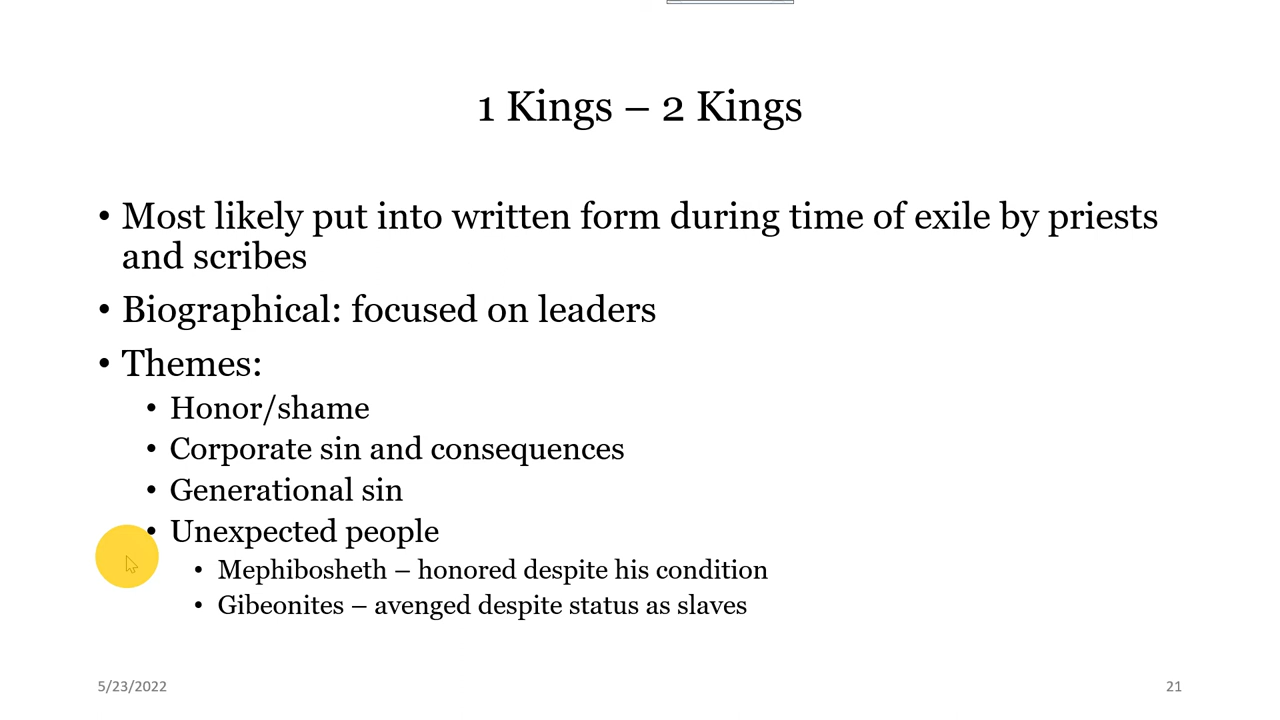 1 Kings – 2 Kings
• Most likely put into written form during time of exile by priests
and scribes
• Biographical: focused on leaders
• Themes:
• Honor/shame
• Corporate sin and consequences
• Generational sin
• Unexpected people
• Mephibosheth – honored despite his condition
• Gibeonites – avenged despite status as slaves
5/23/2022
21